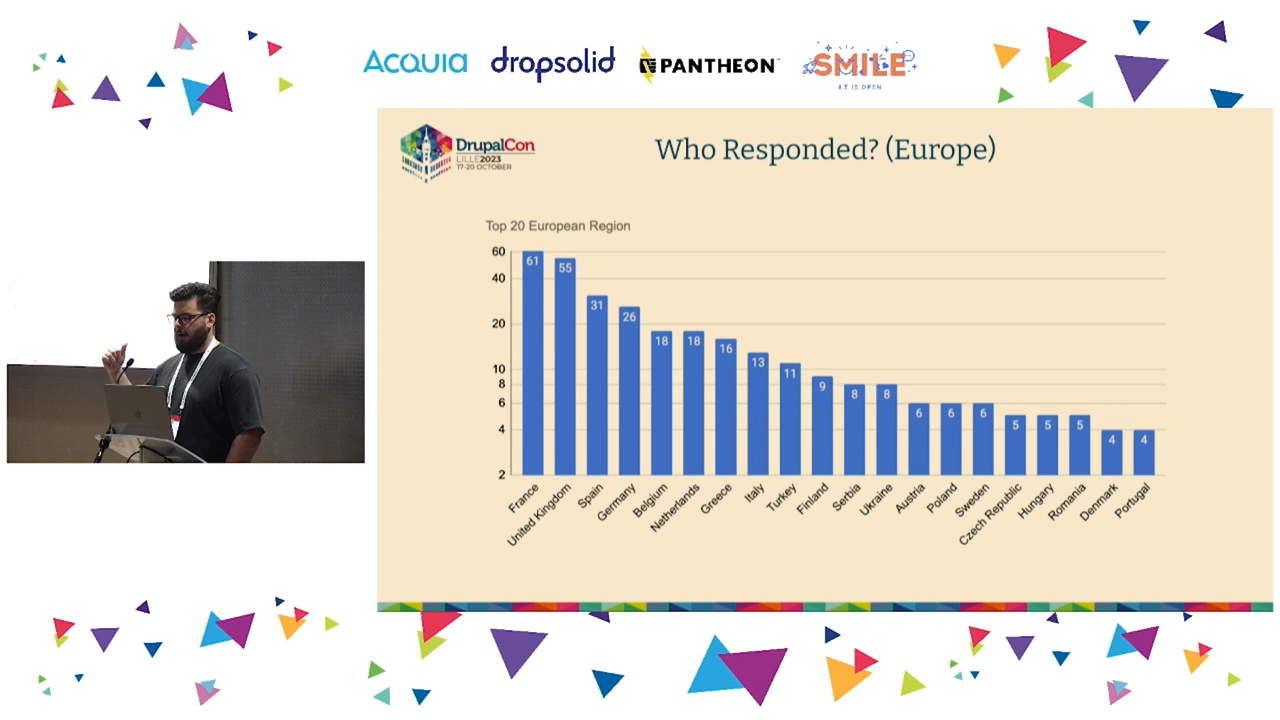 ACQUIA
dropsolid
PANTHEON
SMILE
I.T IS OPEN
DrupalCon
LILLE2023
17-20 OCTOBER
Who Responded? (Europe)
Top 20 European Region
60
40
20
10
8
6
4
2
61
55
31
26
18
18
16
13
11
9
8
8
6
6
6
5
5
5
4
4
France
United Kingdom
Spain
Germany
Belgium
Netherlands
Greece
Italy
Turkey
Finland
Serbia
Ukraine
Austria
Poland
Sweden
Czech Republic
Hungary
Romania
Denmark
Portugal